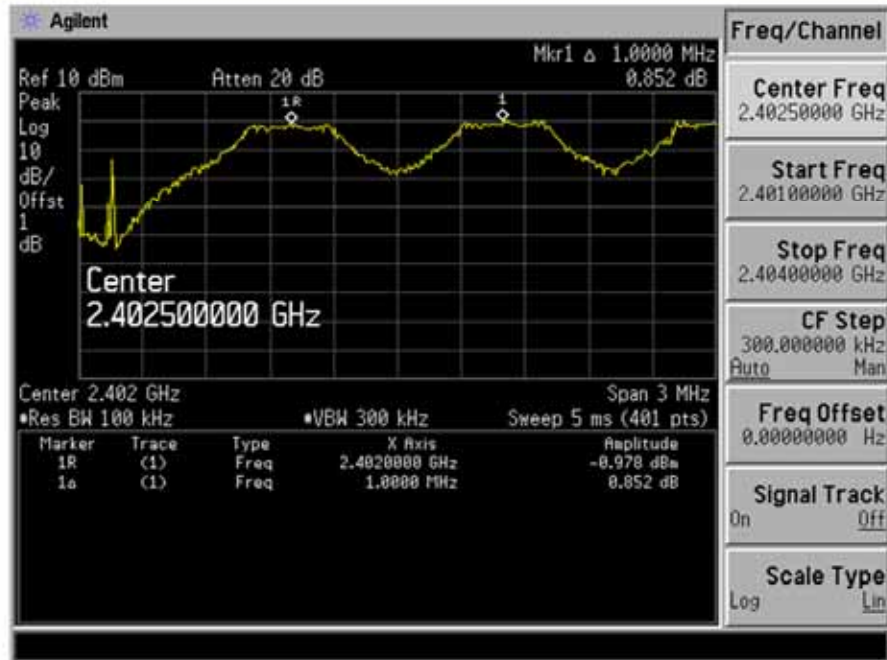 Agilent
Freq/Channel
Mkr1 Δ 1.0000 MHz
Ref 10 dBm Atten 20 dB 0.852 dB
Peak
Log
10
dB/
Offst
1
dB
1R
1
Center
2.402500000 GHz
Center 2.402 GHz Span 3 MHz
•Res BW 100 kHz •VBW 300 kHz Sweep 5 ms (401 pts)
Marker Trace Type X Axis Amplitude
1R (1) Freq 2.4020000 GHz -0.978 dBm
1Δ (1) Freq 1.0000 MHz 0.852 dB
Center Freq
2.40250000 GHz
Start Freq
2.40100000 GHz
Stop Freq
2.40400000 GHz
CF Step
300.000000 kHz
Auto Man
Freq Offset
0.00000000 Hz
Signal Track
On Off
Scale Type
Log Lin